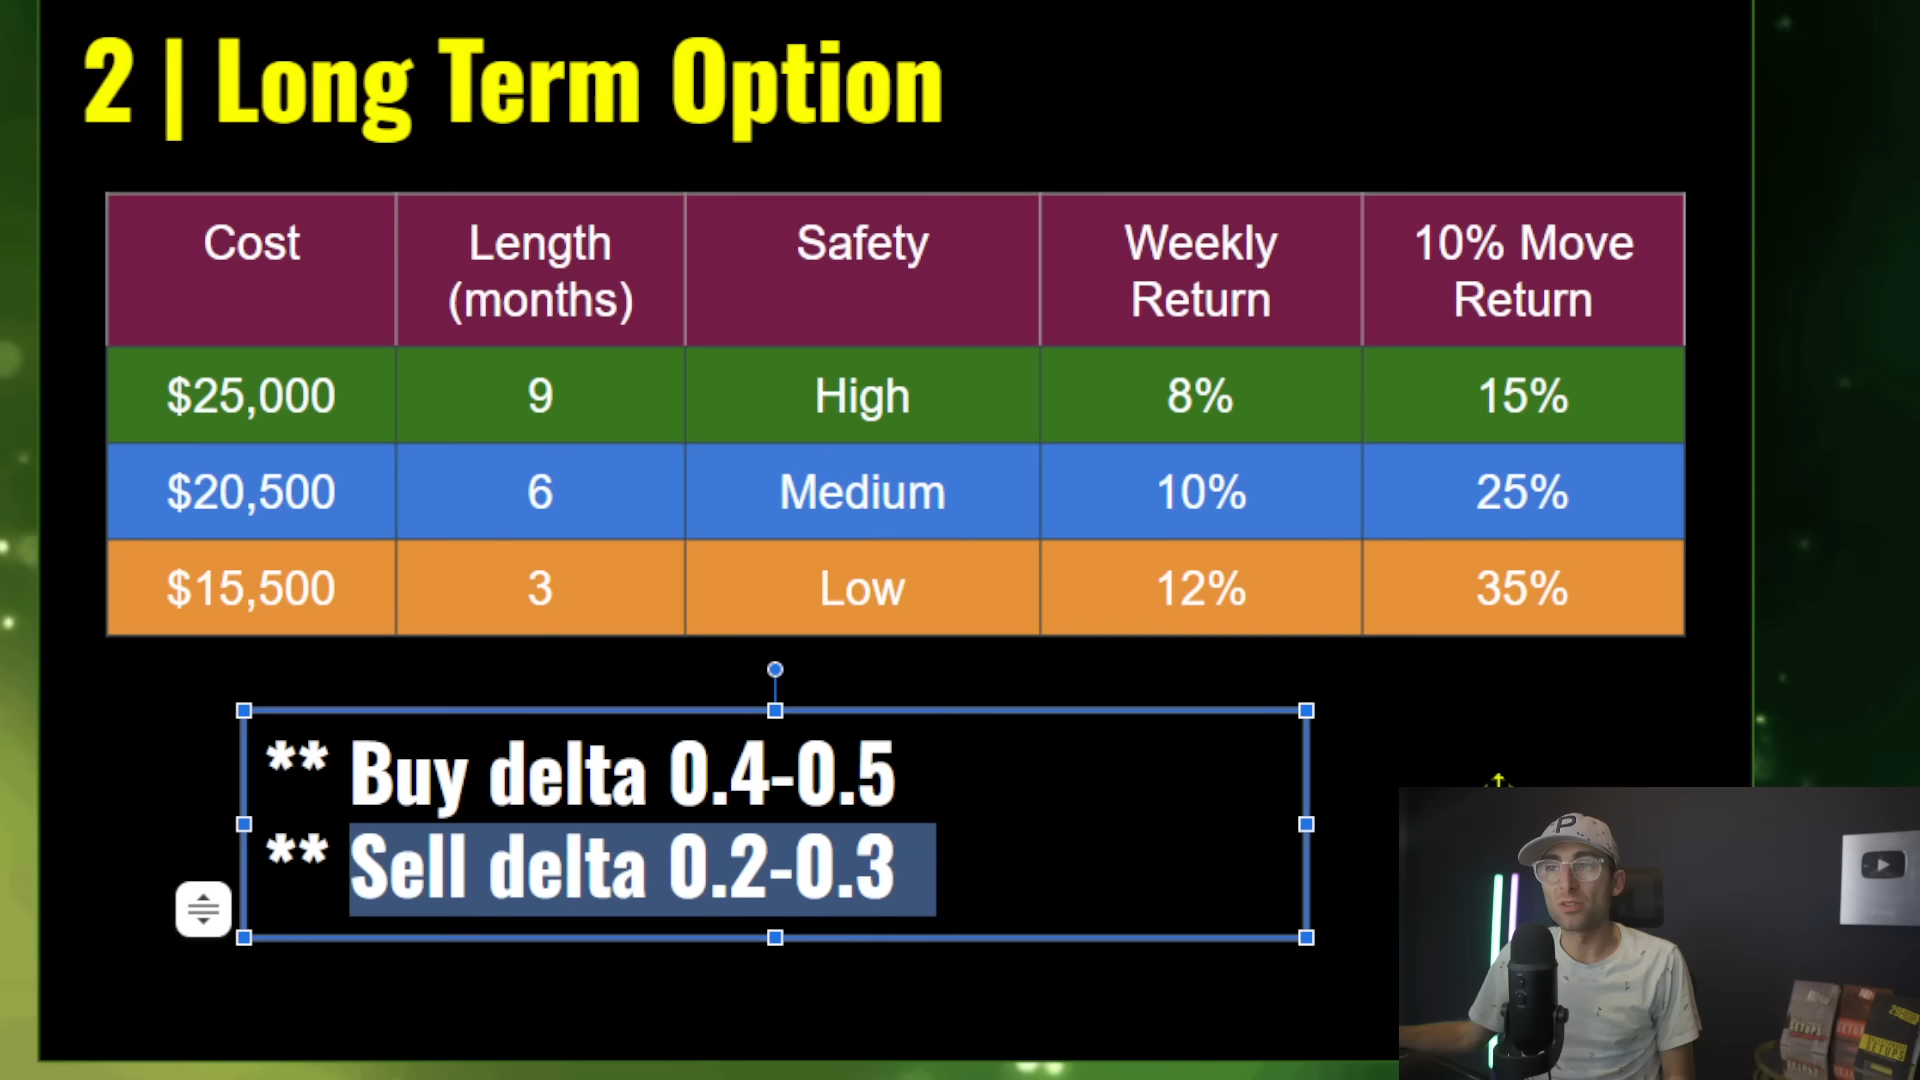 2 | Long Term Option
Cost Length (months) Safety Weekly Return 10% Move Return
$25,000 9 High 8% 15%
$20,500 6 Medium 10% 25%
$15,500 3 Low 12% 35%
** Buy delta 0.4-0.5
** Sell delta 0.2-0.3
P
SETUPS
SETUPS